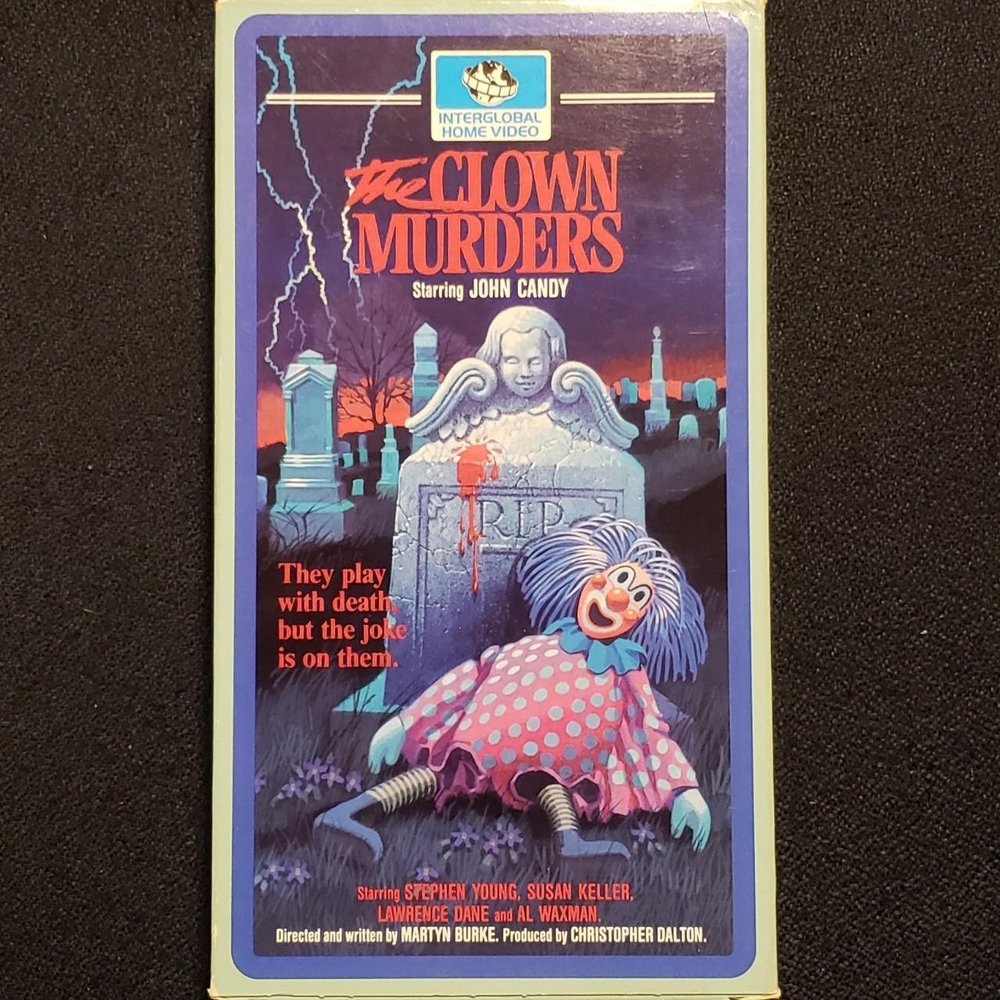 INTERGLOBAL
HOME VIDEO
The CLOWN
MURDERS
Starring JOHN CANDY
RIP
They play
with death,
but the joke
is on them.
Starring STEPHEN YOUNG, SUSAN KELLER,
LAWRENCE DANE and AL WAXMAN.
Directed and written by MARTYN BURKE. Produced by CHRISTOPHER DALTON.